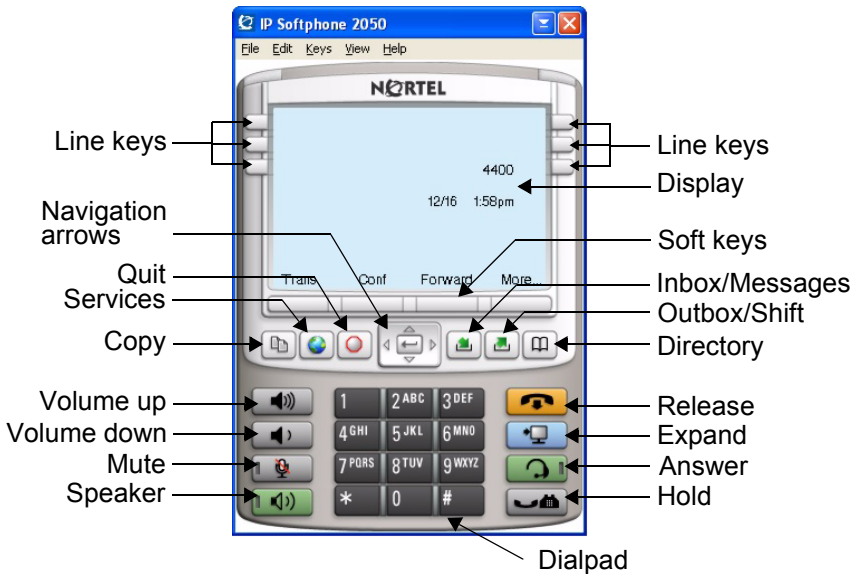 IP Softphone 2050
File Edit Keys View Help
NORTEL
Line keys
Line keys
4400
Display
12/16 1:58pm
Navigation
arrows
Soft keys
Trans Conf Forward More...
Quit
Inbox/Messages
Services
Outbox/Shift
Copy
Directory
Volume up
1 2 ABC 3 DEF
Release
Volume down
4 GHI 5 JKL 6 MNO
Expand
Mute
7 PQRS 8 TUV 9 WXYZ
Answer
Speaker
* 0 #
Hold
Dialpad